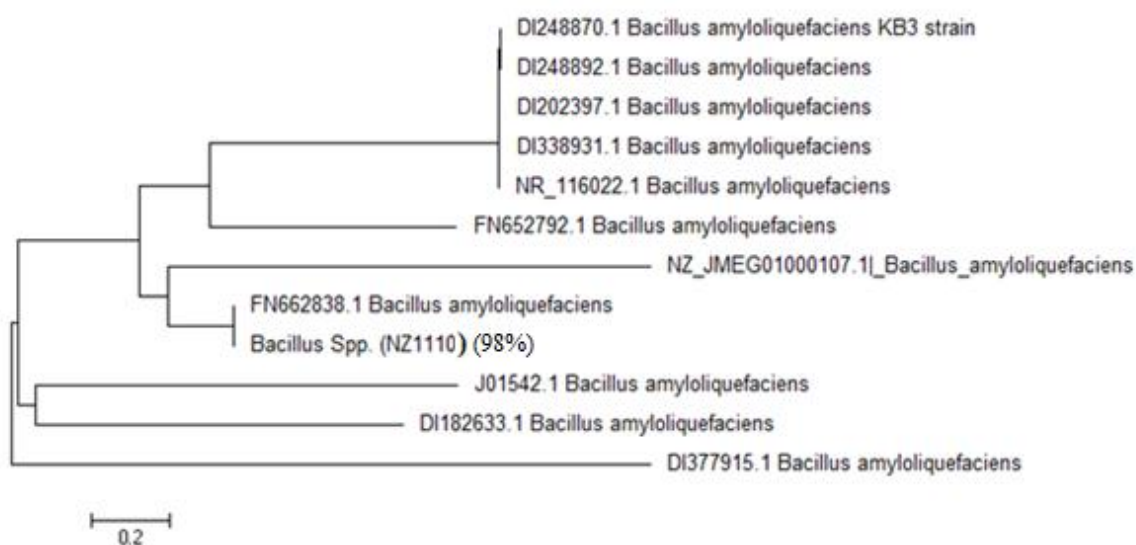 DI248870.1 Bacillus amyloliquefaciens KB3 strain
DI248892.1 Bacillus amyloliquefaciens
DI202397.1 Bacillus amyloliquefaciens
DI338931.1 Bacillus amyloliquefaciens
NR_116022.1 Bacillus amyloliquefaciens
FN652792.1 Bacillus amyloliquefaciens
NZ_JMEG01000107.1|_Bacillus_amyloliquefaciens
FN662838.1 Bacillus amyloliquefaciens
Bacillus Spp. (NZ1110) (98%)
J01542.1 Bacillus amyloliquefaciens
DI182633.1 Bacillus amyloliquefaciens
DI377915.1 Bacillus amyloliquefaciens
0.2